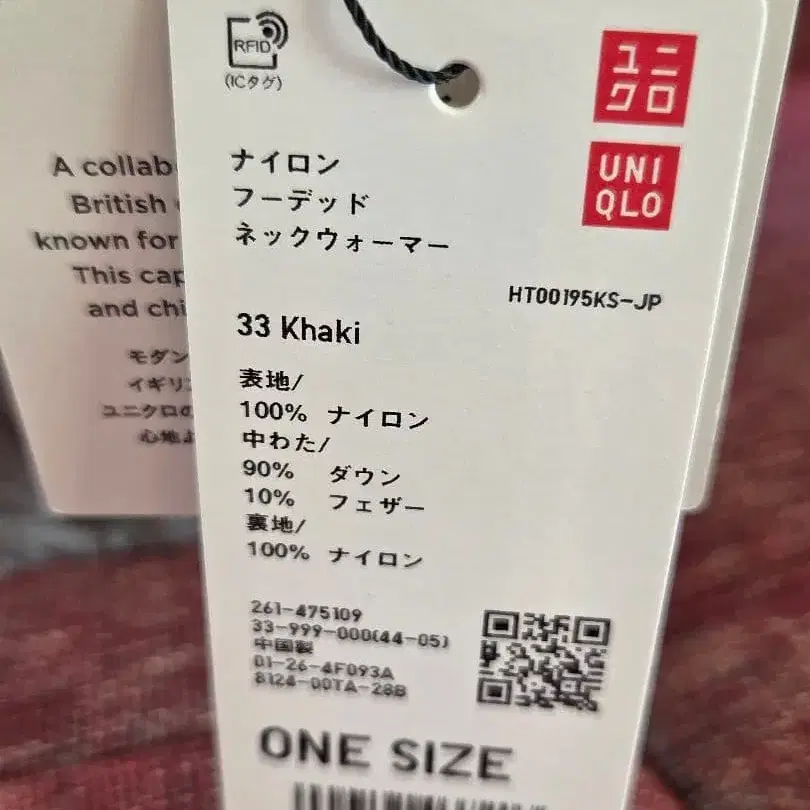 RFID
(ICタグ)
ユニ
クロ
UNI
QLO
ナイロン
フーデッド
ネックウォーマー
HT00195KS-JP
33 Khaki
表地/
100% ナイロン
中わた/
90% ダウン
10% フェザー
裏地/
100% ナイロン
261-475109
33-999-000(44-05)
中国製
01-26-4F093A
8124-00TA-28B
ONE SIZE
A collab
British
known for
This cap
and chi
モダン
イギリ
ユニクロの
心地よ